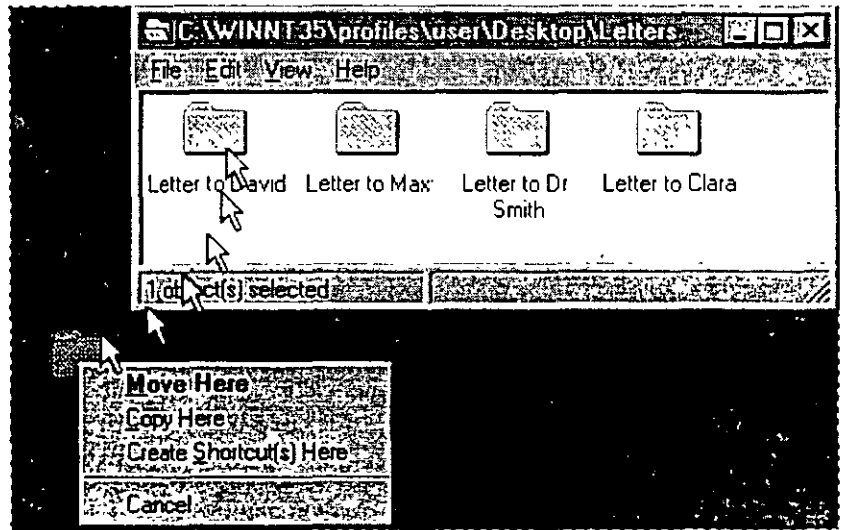 C:\WINNT35\profiles\user\Desktop\Letters
File Edit View Help
Letter to David Letter to Max Letter to Dr Smith Letter to Clara
1 object(s) selected
Move Here
Copy Here
Create Shortcut(s) Here
Cancel